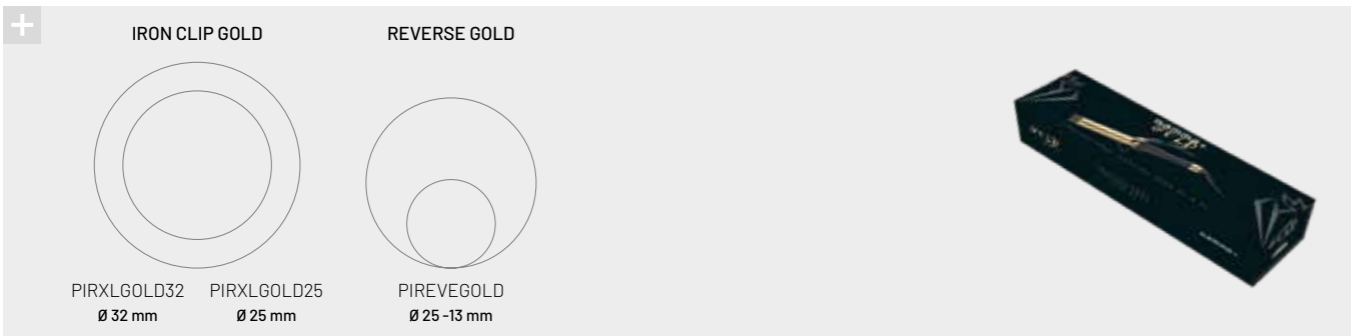 IRON CLIP GOLD
REVERSE GOLD
PIRXLGOLD32
PIRXLGOLD25
PIREVEGOLD
Ø 32 mm
Ø 25 mm
Ø 25 -13 mm